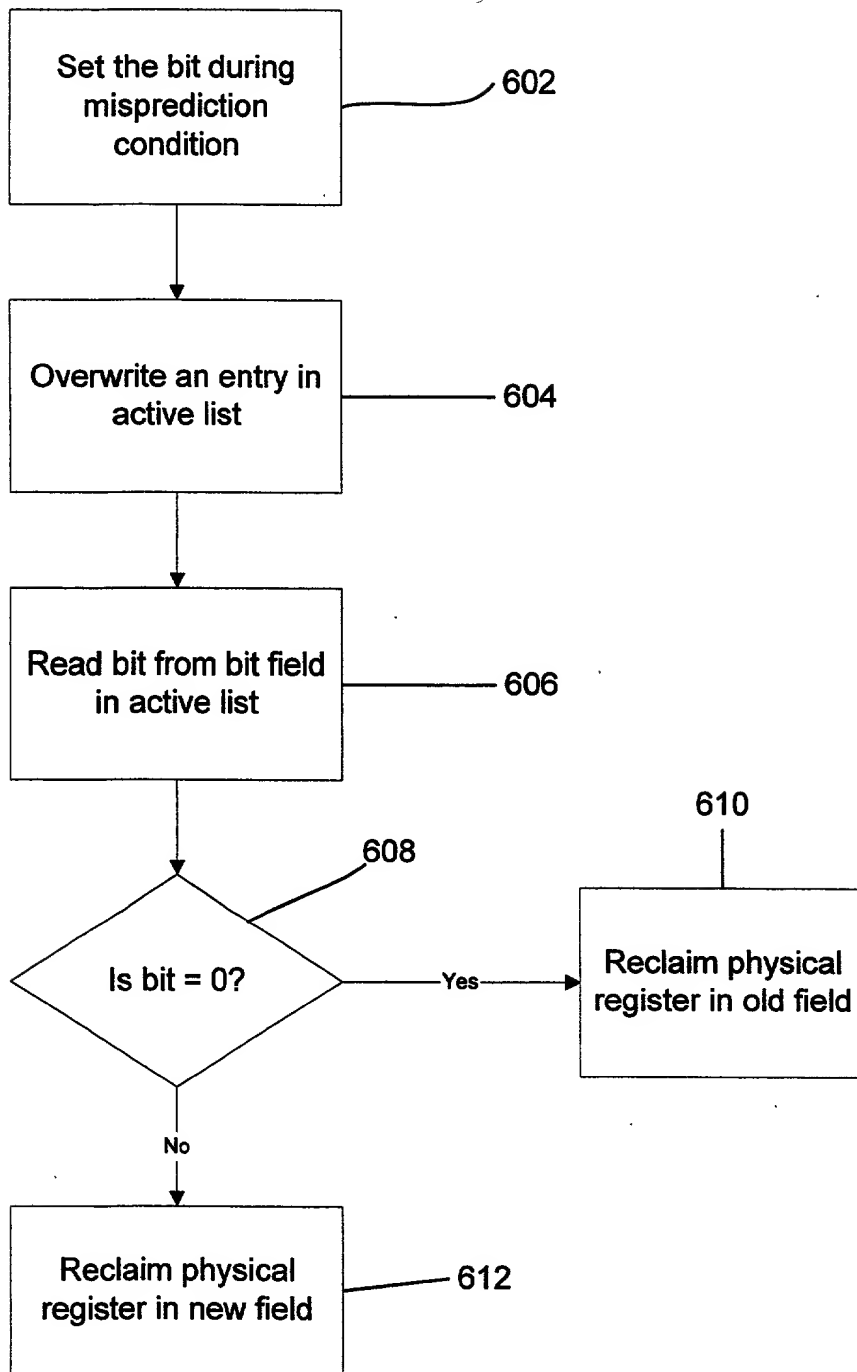 Set the bit during
misprediction
condition
602
Overwrite an entry in
active list
604
Read bit from bit field
in active list
606
608
610
Is bit = 0?
Yes
Reclaim physical
register in old field
No
Reclaim physical
register in new field
612